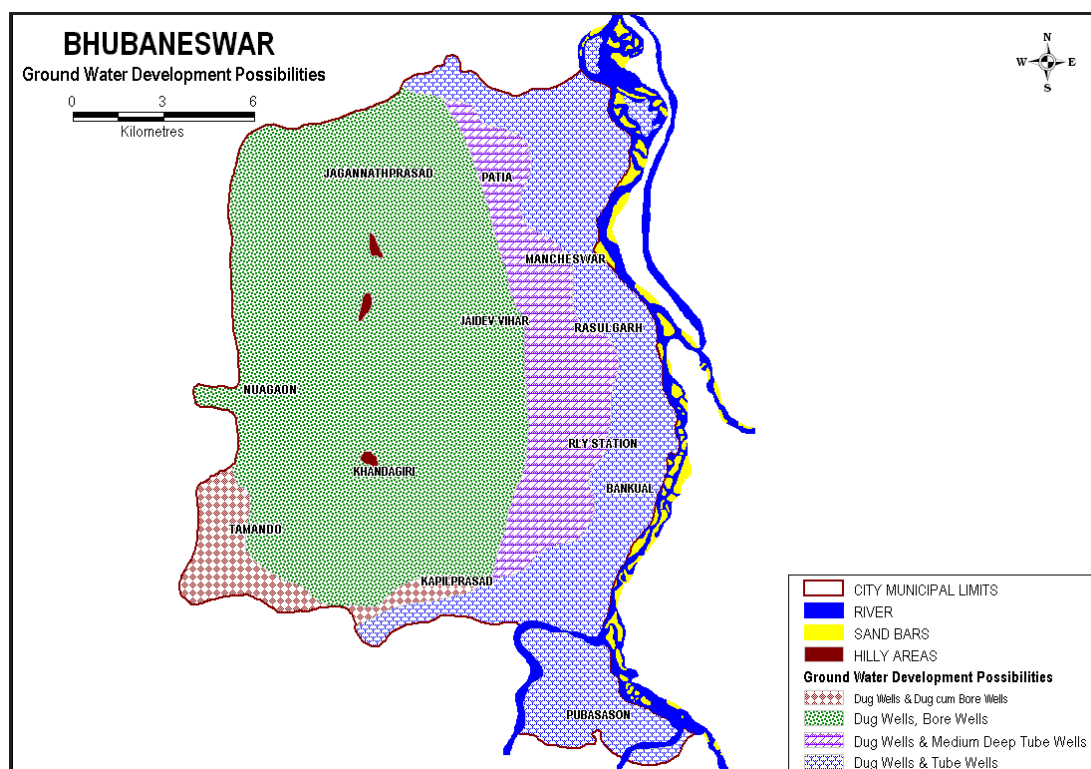 BHUBANESWAR
Ground Water Development Possibilities
0 3 6
Kilometres
N
W E
S
JAGANNATHPRASAD
PATIA
MANCHESWAR
JAIDEV VIHAR
RASULGARH
NUAGAON
RLY STATION
KHANDAGIRI
BANKUAL
TAMANDO
KAPILPRASAD
PUBASASON
CITY MUNICIPAL LIMITS
RIVER
SAND BARS
HILLY AREAS
Ground Water Development Possibilities
Dug Wells & Dug cum Bore Wells
Dug Wells, Bore Wells
Dug Wells & Medium Deep Tube Wells
Dug Wells & Tube Wells